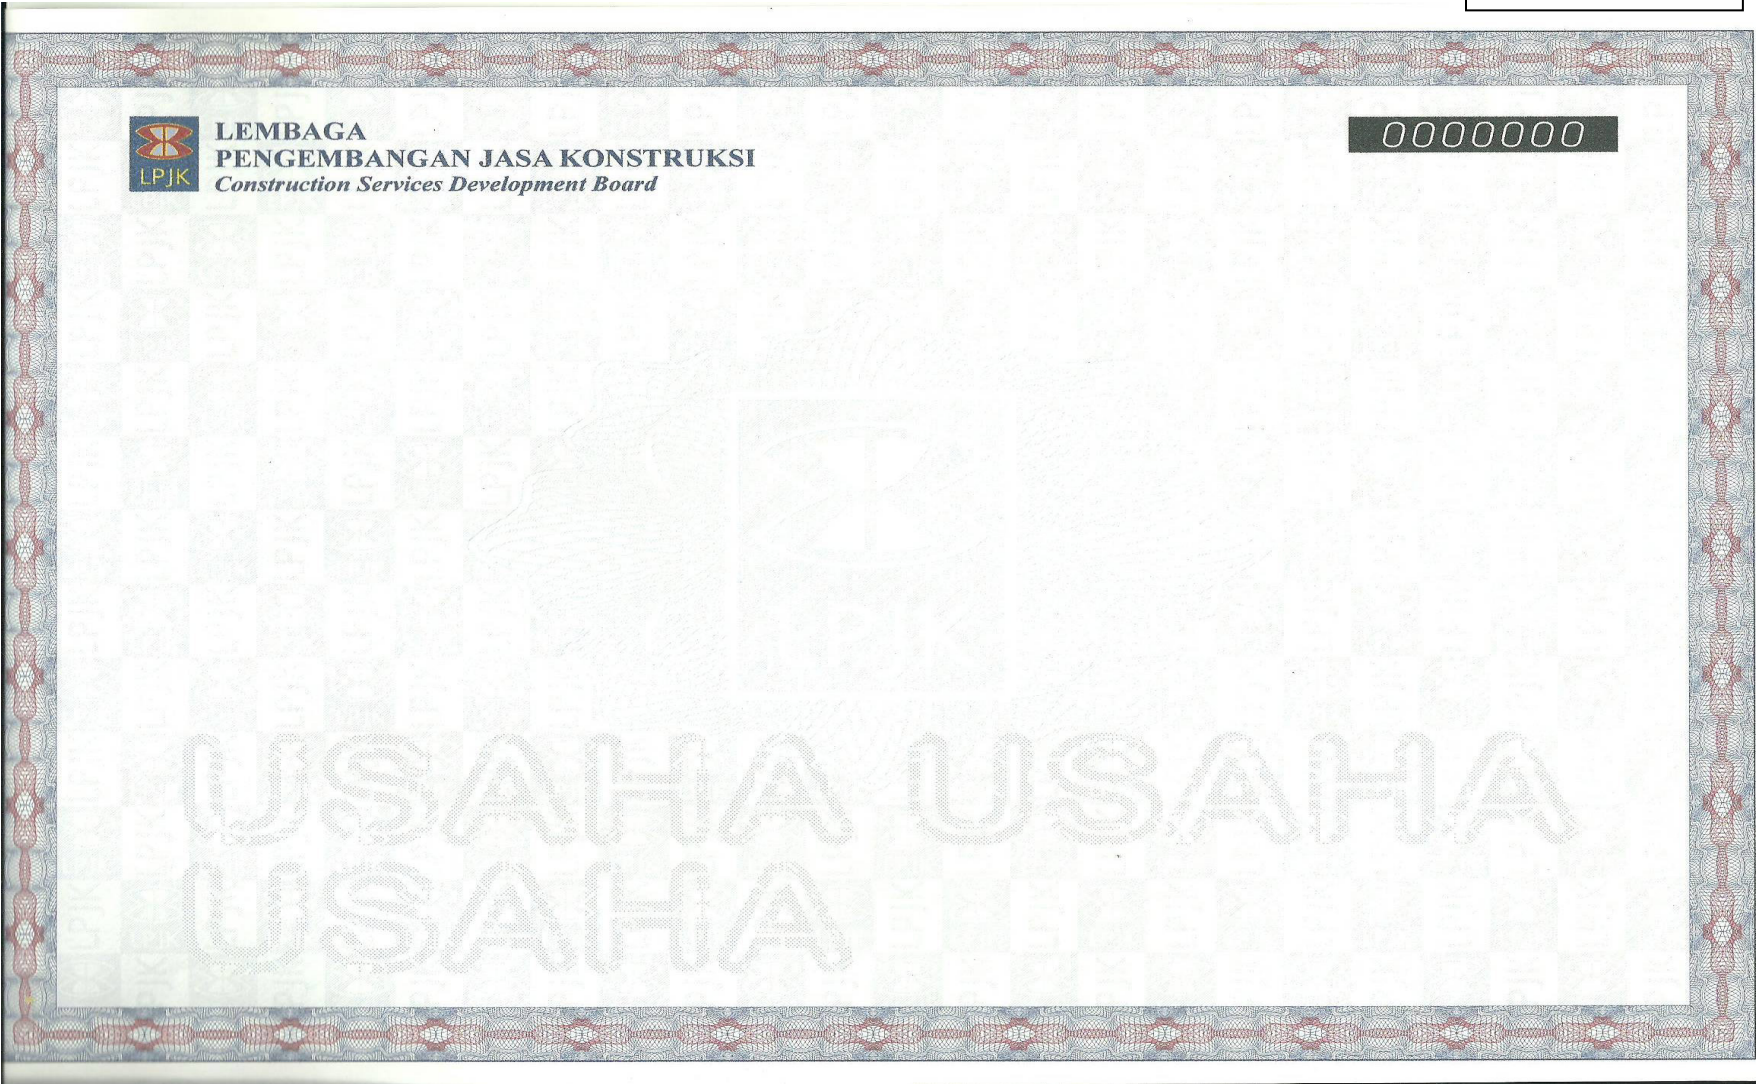 LPJK
LEMBAGA
PENGEMBANGAN JASA KONSTRUKSI
Construction Services Development Board
0000000
USAHA USAHA
USAHA